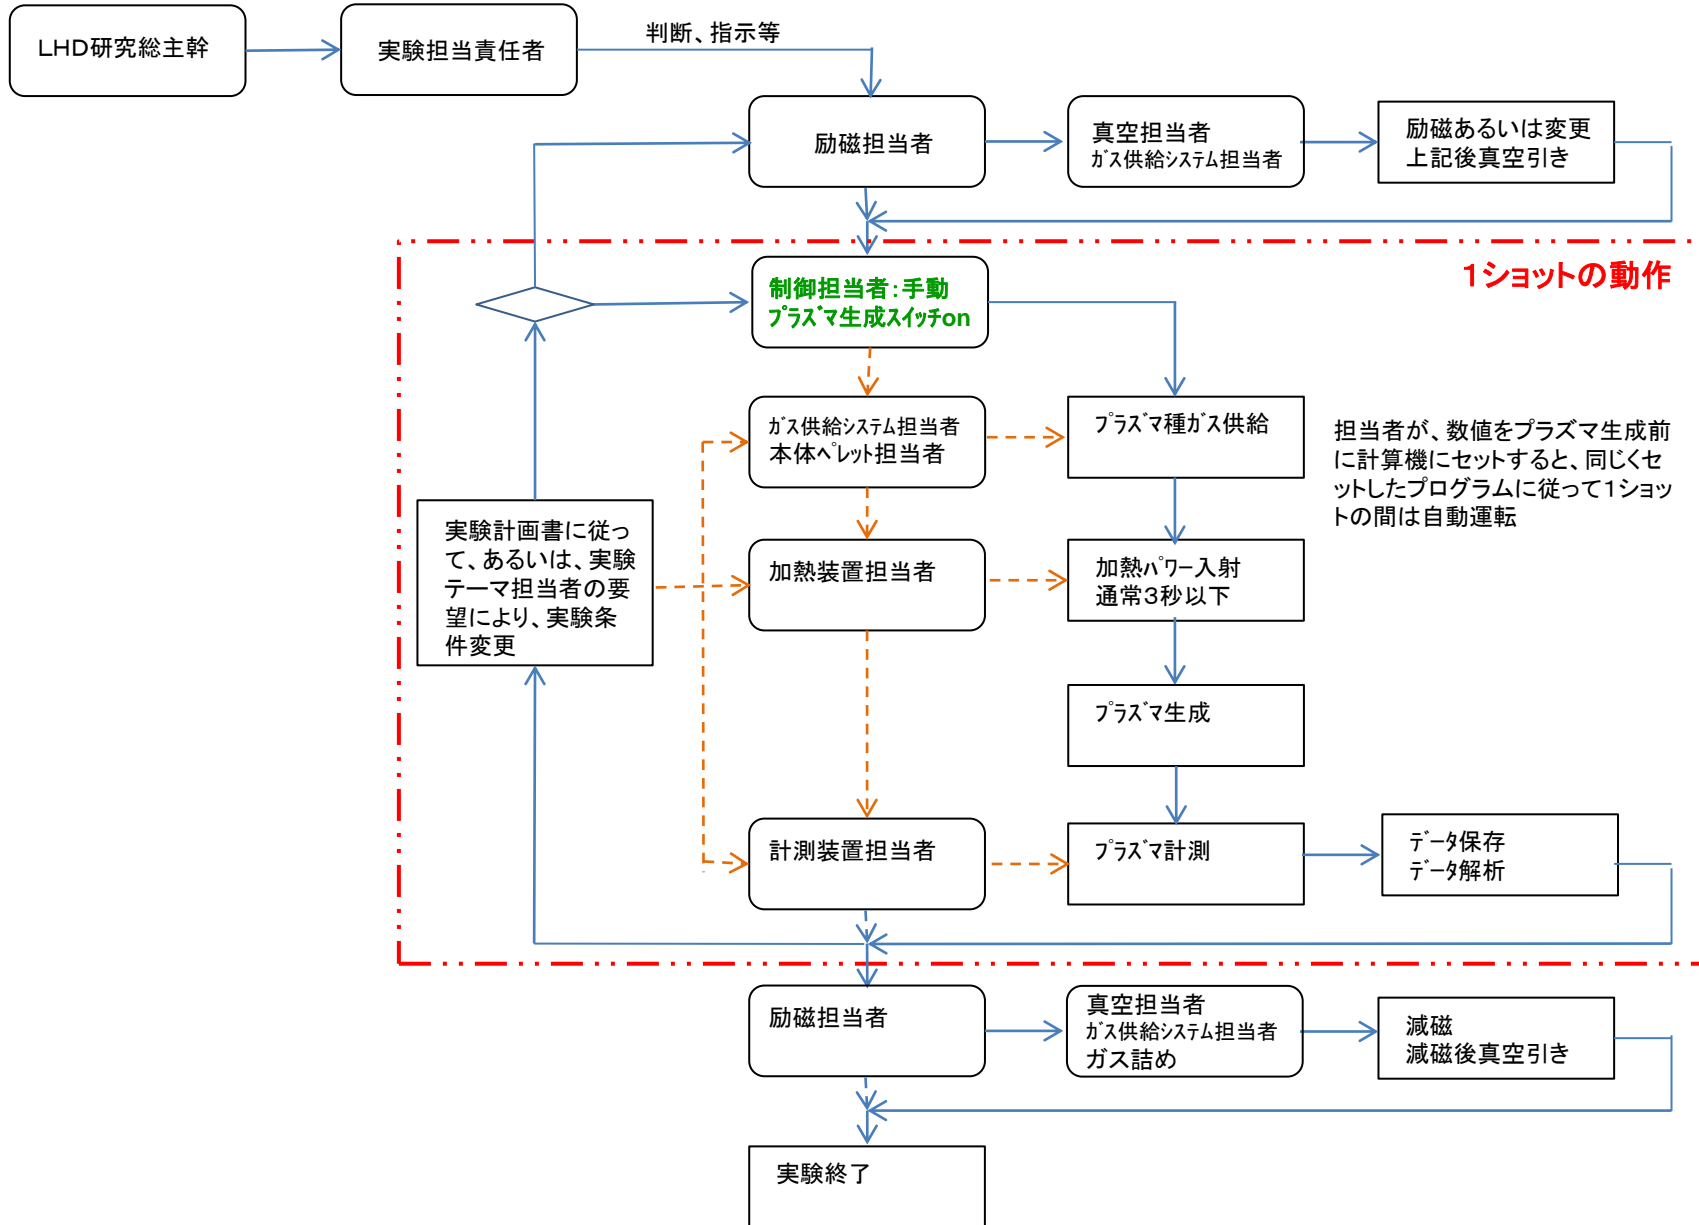 LHD研究総主幹
実験担当責任者
判断、指示等
励磁担当者
真空担当者
ｶﾞｽ供給ｼｽﾃﾑ担当者
励磁あるいは変更
上記後真空引き
1ショットの動作
制御担当者:手動
ﾌﾟﾗｽﾞﾏ生成ｽｲｯﾁon
ｶﾞｽ供給ｼｽﾃﾑ担当者
本体ﾍﾟﾚｯﾄ担当者
ﾌﾟﾗｽﾞﾏ種ｶﾞｽ供給
担当者が、数値をプラズマ生成前
に計算機にセットすると、同じくセ
ットしたプログラムに従って1ショッ
トの間は自動運転
実験計画書に従っ
て、あるいは、実験
テーマ担当者の要
望により、実験条
件変更
加熱装置担当者
加熱ﾊﾟﾜｰ入射
通常3秒以下
ﾌﾟﾗｽﾞﾏ生成
計測装置担当者
ﾌﾟﾗｽﾞﾏ計測
ﾃﾞｰﾀ保存
ﾃﾞｰﾀ解析
励磁担当者
真空担当者
ｶﾞｽ供給ｼｽﾃﾑ担当者
ガス詰め
減磁
減磁後真空引き
実験終了